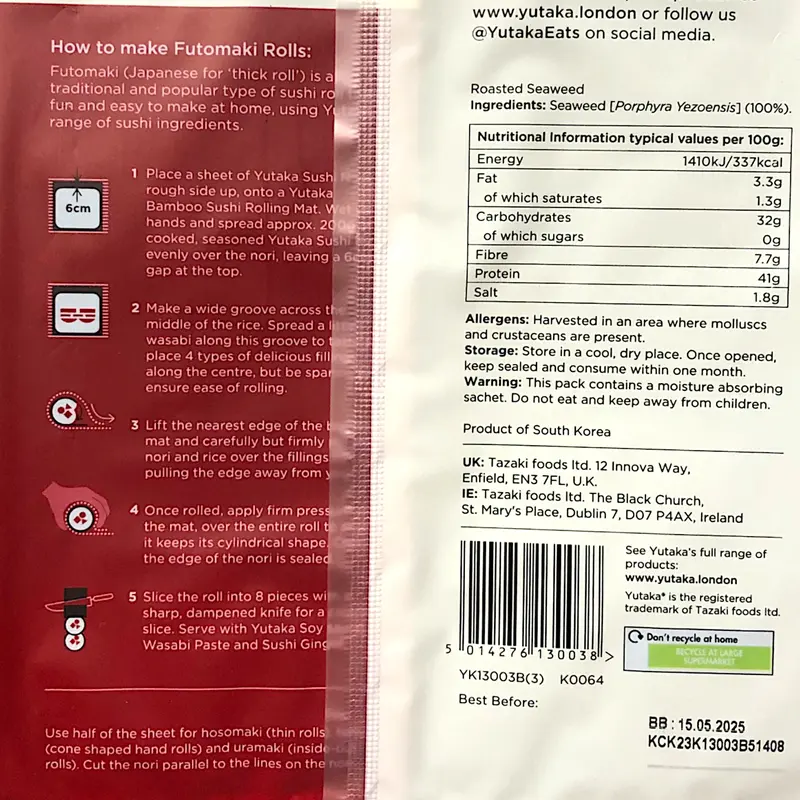 How to make Futomaki Rolls:
Futomaki (Japanese for 'thick roll') is a
traditional and popular type of sushi ro
fun and easy to make at home, using Yu
range of sushi ingredients.
6cm
1 Place a sheet of Yutaka Sushi
rough side up, onto a Yutaka
Bamboo Sushi Rolling Mat. Wet
hands and spread approx. 200g
cooked, seasoned Yutaka Sushi
evenly over the nori, leaving a 6c
gap at the top.
2 Make a wide groove across the
middle of the rice. Spread a
wasabi along this groove to
place 4 types of delicious fill
along the centre, but be spar
ensure ease of rolling.
3 Lift the nearest edge of the
mat and carefully but firmly
nori and rice over the fillings
pulling the edge away from
4 Once rolled, apply firm press
the mat, over the entire roll
it keeps its cylindrical shape.
the edge of the nori is sealed
5 Slice the roll into 8 pieces wi
sharp, dampened knife for a
slice. Serve with Yutaka Soy
Wasabi Paste and Sushi Ging
Use half of the sheet for hosomaki (thin rolls
(cone shaped hand rolls) and uramaki (inside-
rolls). Cut the nori parallel to the lines on the
www.yutaka.london or follow us
@YutakaEats on social media.
Roasted Seaweed
Ingredients: Seaweed [Porphyra Yezoensis] (100%).
Nutritional Information typical values per 100g:
Energy 1410kJ/337kcal
Fat 3.3g
of which saturates 1.3g
Carbohydrates 32g
of which sugars 0g
Fibre 7.7g
Protein 41g
Salt 1.8g
Allergens: Harvested in an area where molluscs
and crustaceans are present.
Storage: Store in a cool, dry place. Once opened,
keep sealed and consume within one month.
Warning: This pack contains a moisture absorbing
sachet. Do not eat and keep away from children.
Product of South Korea
UK: Tazaki foods ltd. 12 Innova Way,
Enfield, EN3 7FL, U.K.
IE: Tazaki foods ltd. The Black Church,
St. Mary's Place, Dublin 7, D07 P4AX, Ireland
5 014276 130038 >
YK13003B(3) K0064
Best Before:
See Yutaka's full range of
products:
www.yutaka.london
Yutaka® is the registered
trademark of Tazaki foods ltd.
Don't recycle at home
RECYCLE AT LARGE
SUPERMARKET
BB : 15.05.2025
KCK23K13003B51408